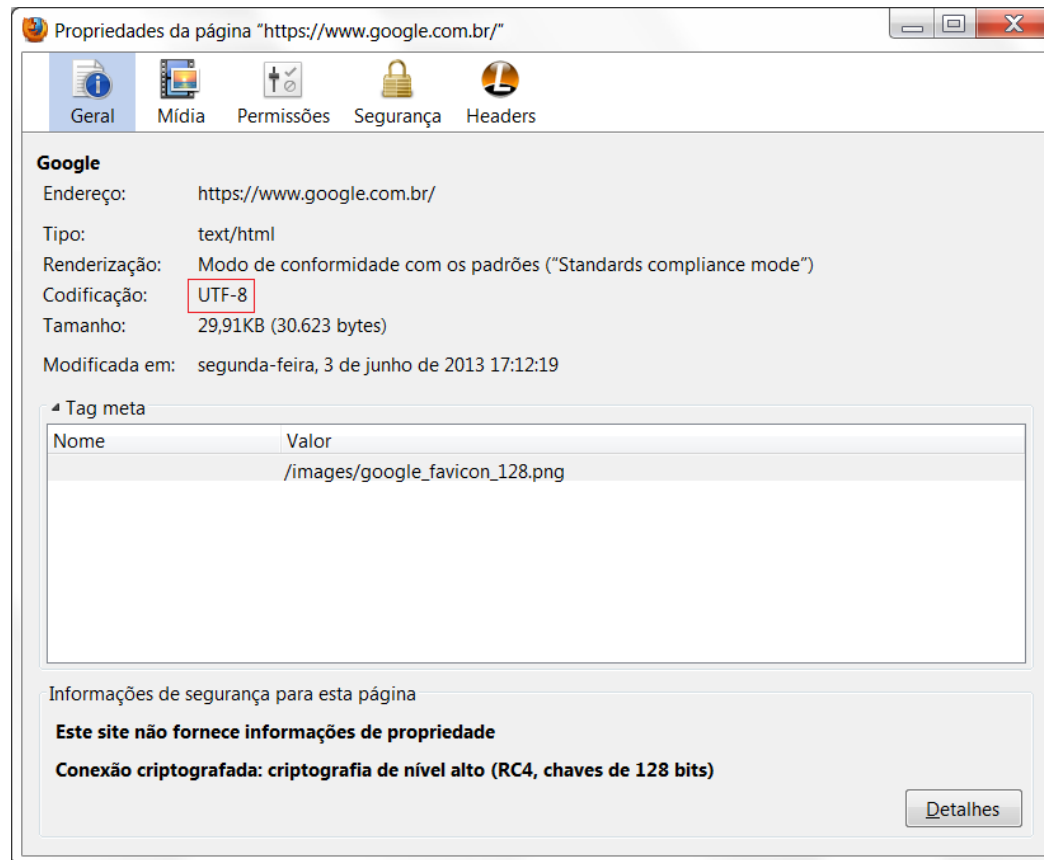 Propriedades da página “https://www.google.com.br/”
Geral Mídia Permissões Segurança Headers
Google
Endereço: https://www.google.com.br/
Tipo: text/html
Renderização: Modo de conformidade com os padrões (“Standards compliance mode”)
Codificação: UTF-8
Tamanho: 29,91KB (30.623 bytes)
Modificada em: segunda-feira, 3 de junho de 2013 17:12:19
Tag meta
Nome Valor
/images/google_favicon_128.png
Informações de segurança para esta página
Este site não fornece informações de propriedade
Conexão criptografada: criptografia de nível alto (RC4, chaves de 128 bits)
Detalhes